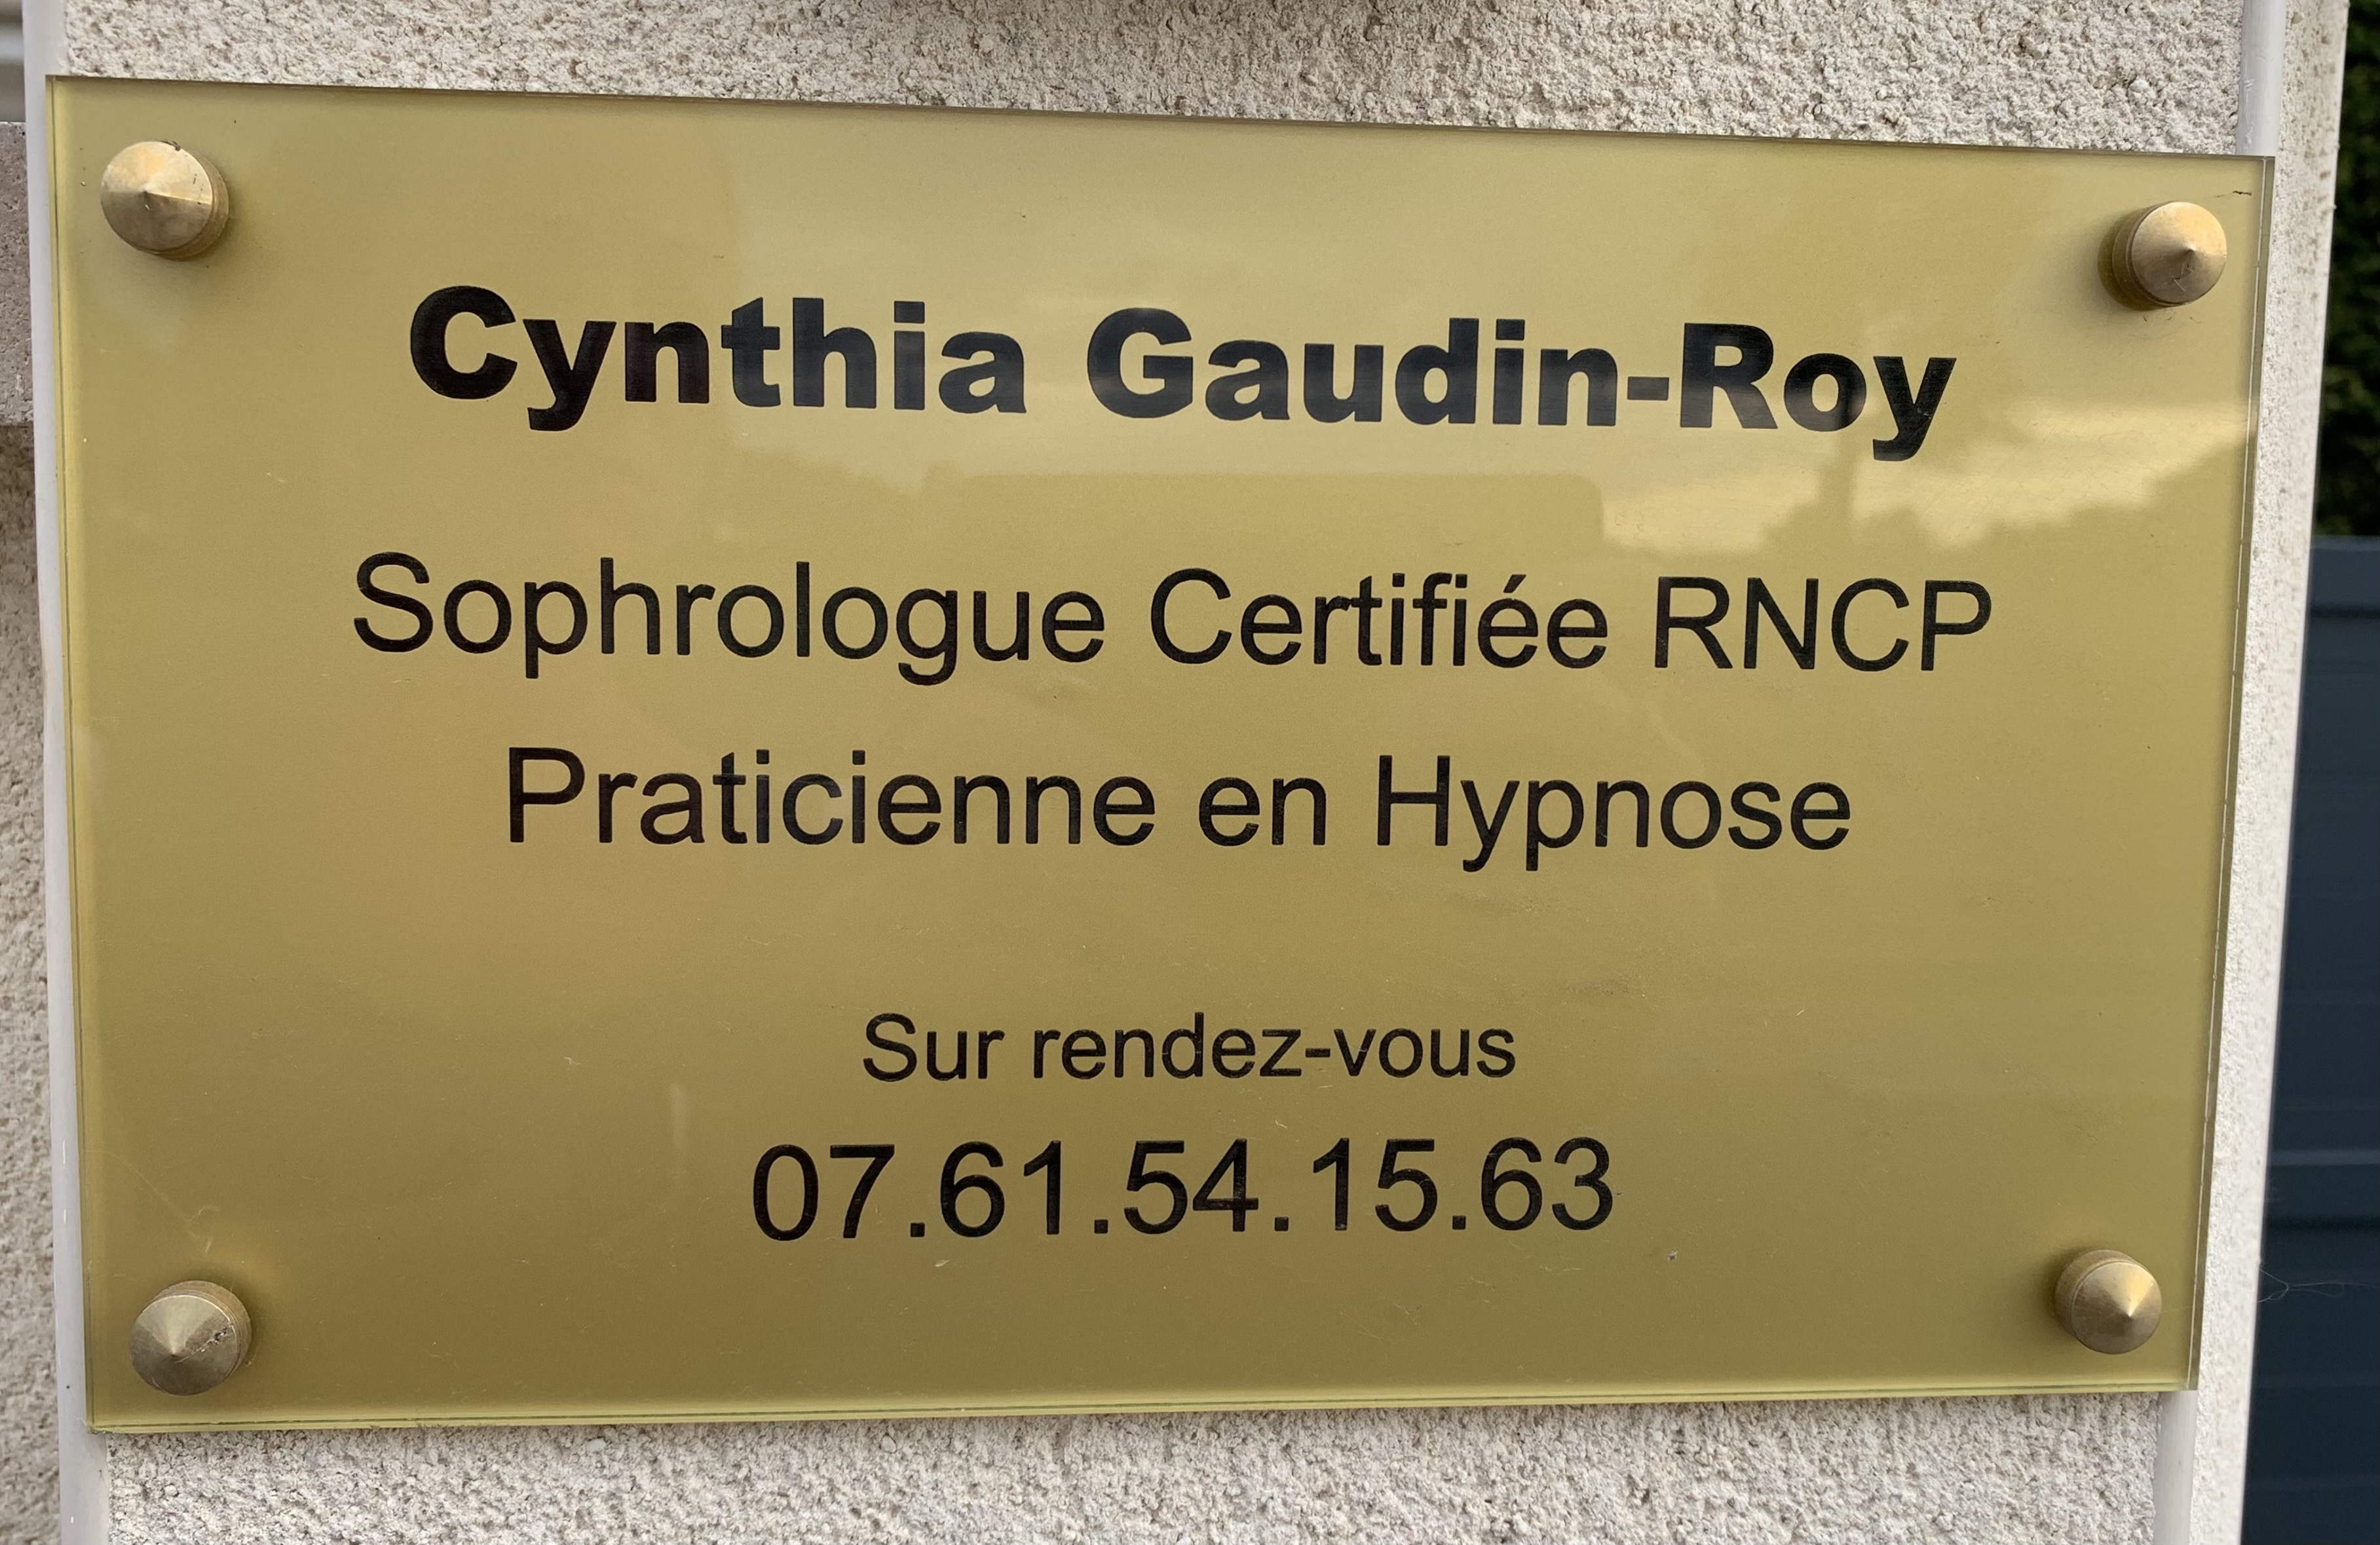 Cynthia Gaudin-Roy
Sophrologue Certifiée RNCP
Praticienne en Hypnose
Sur rendez-vous
07.61.54.15.63